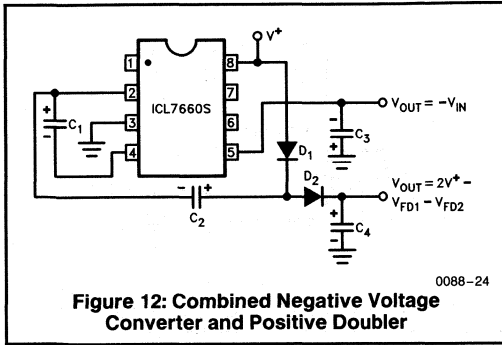 V+
1
8
2
7
ICL7660S
3
6
4
5
+
C1
-
D1
D2
- +
C2
VOUT = -VIN
-
C3
+
VOUT = 2V+ -
VFD1 - VFD2
+
C4
-
0088-24
Figure 12: Combined Negative Voltage
Converter and Positive Doubler